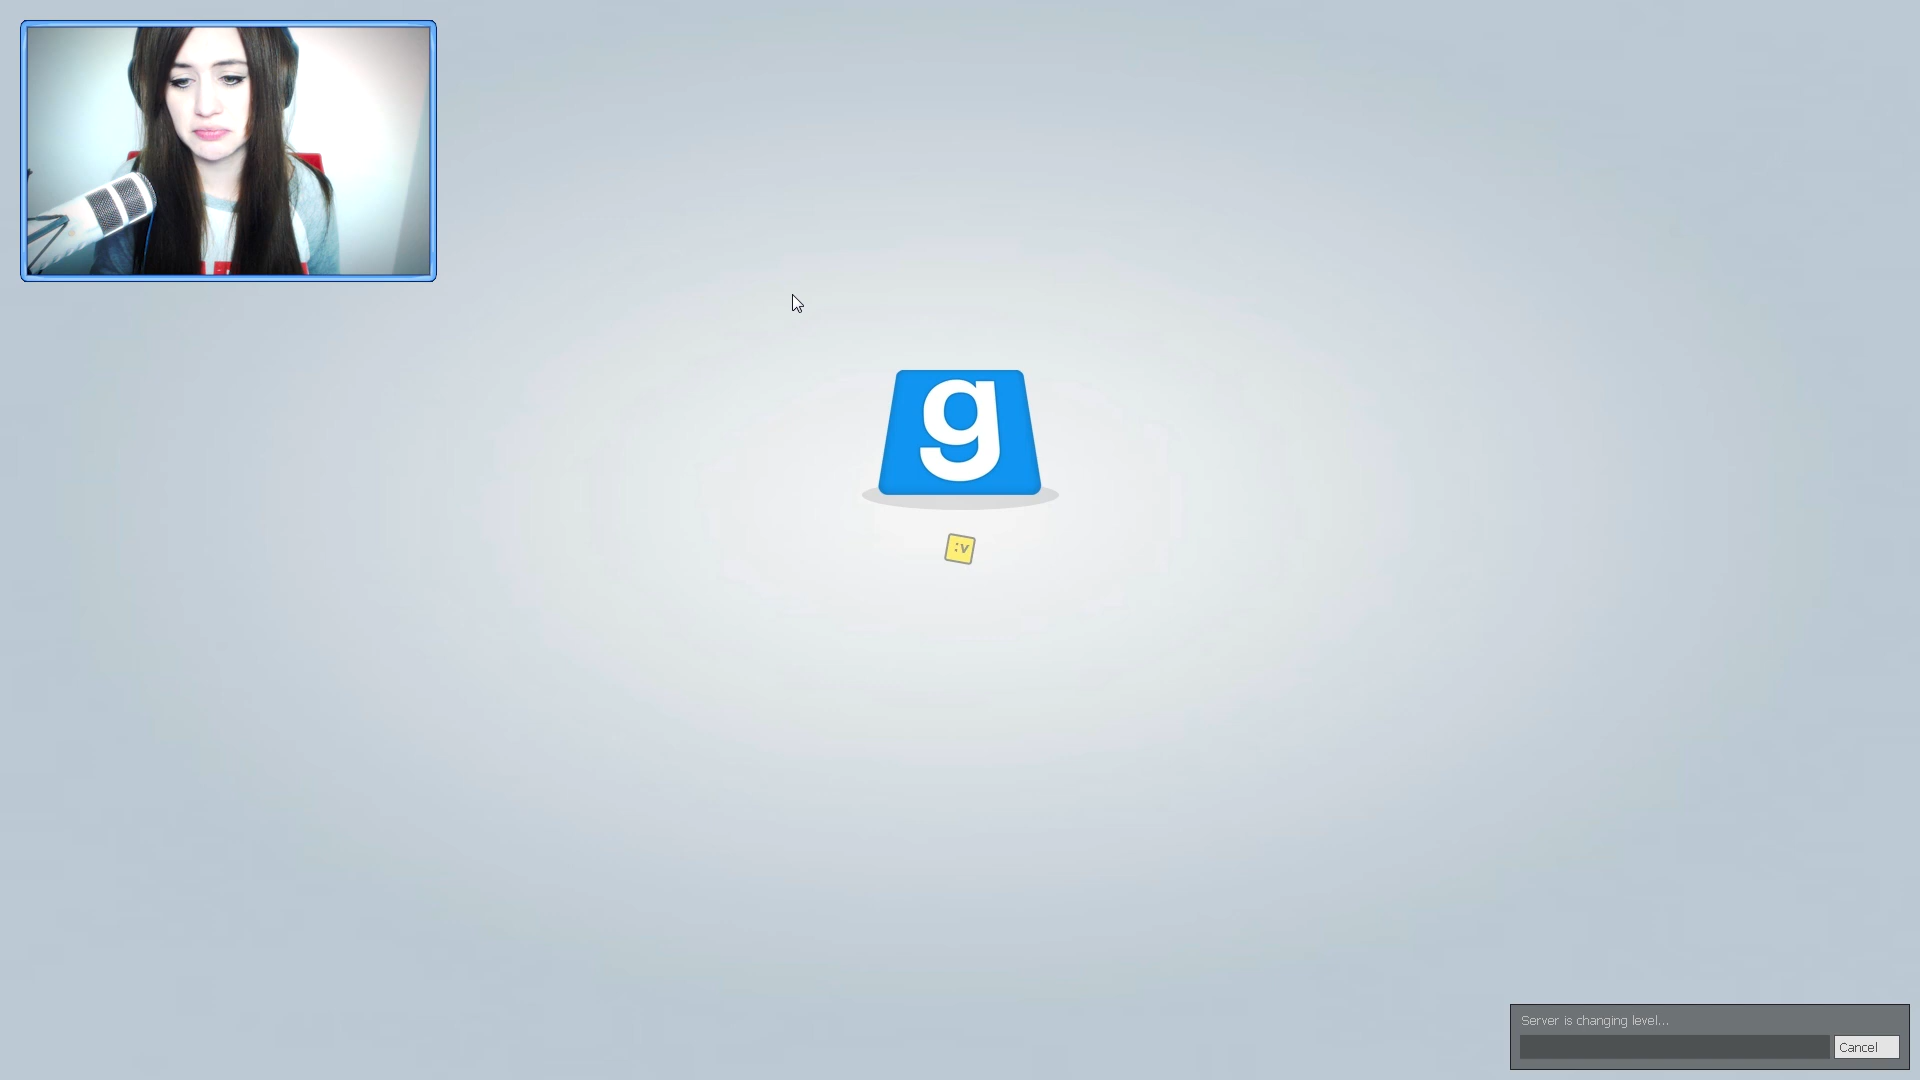 g
:v
Server is changing level...
Cancel